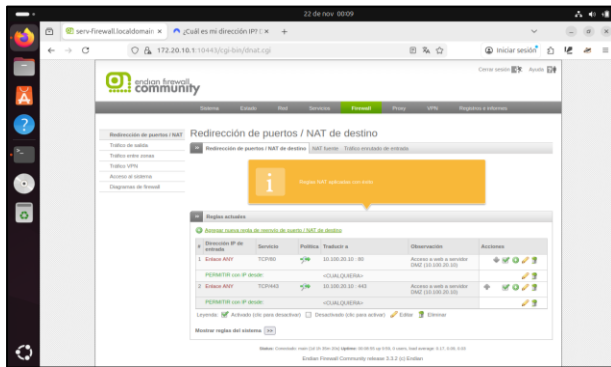 22 de nov 00:09
serv-firewall.localdomain ×
¿Cuál es mi dirección IP? ( ×
172.20.10.1:10443/cgi-bin/dnat.cgi
Iniciar sesión
endian firewall
community
Cerrar sesión Ayuda
Sistema Estado Red Servicios Firewall Proxy VPN Registros e informes
Redirección de puertos / NAT
Tráfico de salida
Tráfico entre zonas
Tráfico VPN
Acceso al sistema
Diagramas de firewall
Redirección de puertos / NAT de destino
Redirección de puertos / NAT de destino NAT fuente Tráfico enrutado de entrada
Reglas NAT aplicadas con éxito
Reglas actuales
Agregar nueva regla de reenvío de puerto / NAT de destino
# Dirección IP de entrada Servicio Política Traducir a Observación Acciones
1 Enlace ANY TCP/80 10.100.20.10 : 80 Acceso a web a servidor DMZ (10.100.20.10)
PERMITIR con IP desde: <CUALQUIERA>
2 Enlace ANY TCP/443 10.100.20.10 : 443 Acceso a web a servidor DMZ (10.100.20.10)
PERMITIR con IP desde: <CUALQUIERA>
Leyenda: Activado (clic para desactivar) Desactivado (clic para activar) Editar Eliminar
Mostrar reglas del sistema >>
Endian Firewall Community release 3.3.2 (c) Endian